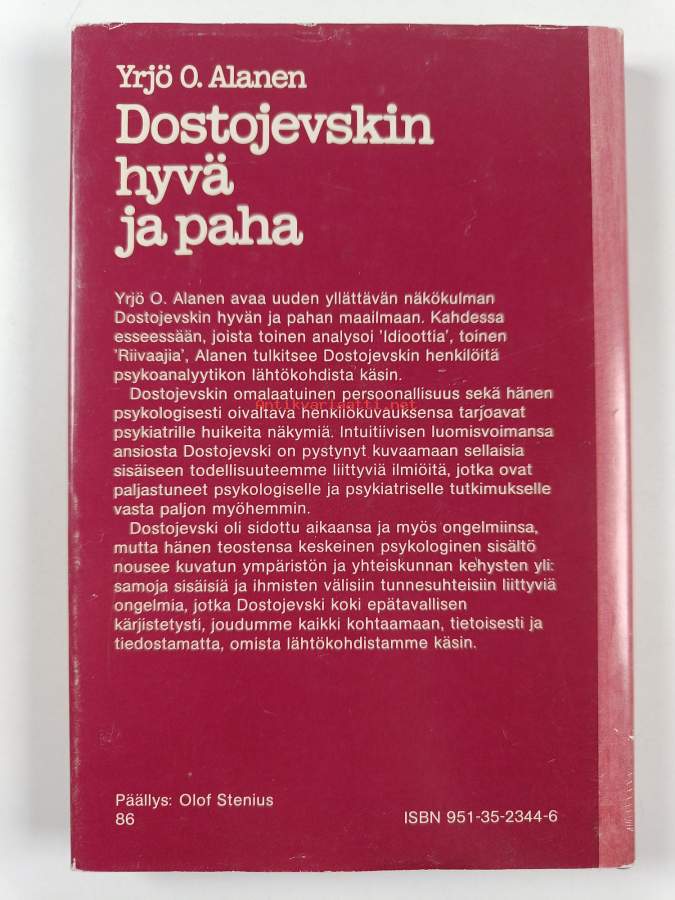 Yrjö O. Alanen
Dostojevskin
hyvä
ja paha
Yrjö O. Alanen avaa uuden yllättävän näkökulman
Dostojevskin hyvän ja pahan maailmaan. Kahdessa
esseessään, joista toinen analysoi 'Idioottia', toinen
'Riivaajia', Alanen tulkitsee Dostojevskin henkilöitä
psykoanalyytikon lähtökohdista käsin.
Dostojevskin omalaatuinen persoonallisuus sekä hänen
Antikvariaatti.net
psykologisesti oivaltava henkilökuvauksensa tarjoavat
psykiatrille huikeita näkymiä. Intuitiivisen luomisvoimansa
ansiosta Dostojevski on pystynyt kuvaamaan sellaisia
sisäiseen todellisuuteemme liittyviä ilmiöitä, jotka ovat
paljastuneet psykologiselle ja psykiatriselle tutkimukselle
vasta paljon myöhemmin.
Dostojevski oli sidottu aikaansa ja myös ongelmiinsa,
mutta hänen teostensa keskeinen psykologinen sisältö
nousee kuvatun ympäristön ja yhteiskunnan kehysten yli:
samoja sisäisiä ja ihmisten välisiin tunnesuhteisiin liittyviä
ongelmia, jotka Dostojevski koki epätavallisen
kärjistetysti, joudumme kaikki kohtaamaan, tietoisesti ja
tiedostamatta, omista lähtökohdistamme käsin.
Päällys: Olof Stenius
86
ISBN 951-35-2344-6